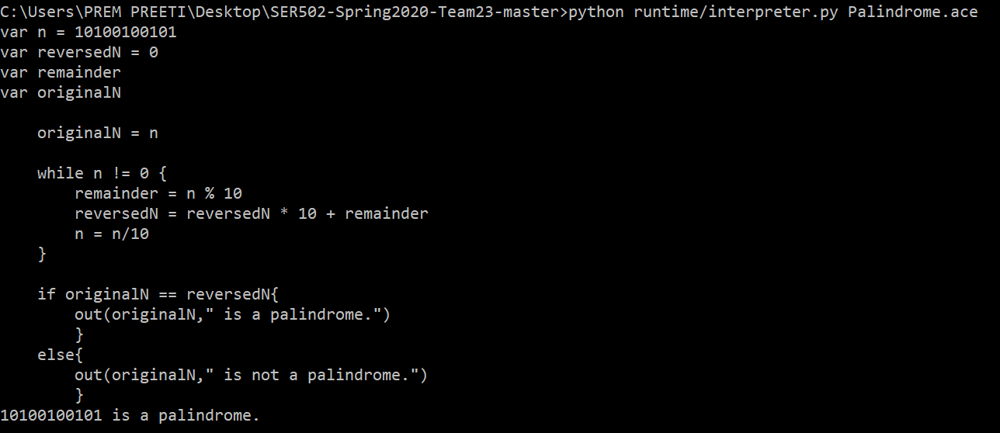 C:\Users\PREM PREETI\Desktop\SER502-Spring2020-Team23-master>python runtime/interpreter.py Palindrome.ace
var n = 10100100101
var reversedN = 0
var remainder
var originalN
originalN = n
while n != 0 {
remainder = n % 10
reversedN = reversedN * 10 + remainder
n = n/10
}
if originalN == reversedN{
out(originalN," is a palindrome.")
}
else{
out(originalN," is not a palindrome.")
}
10100100101 is a palindrome.